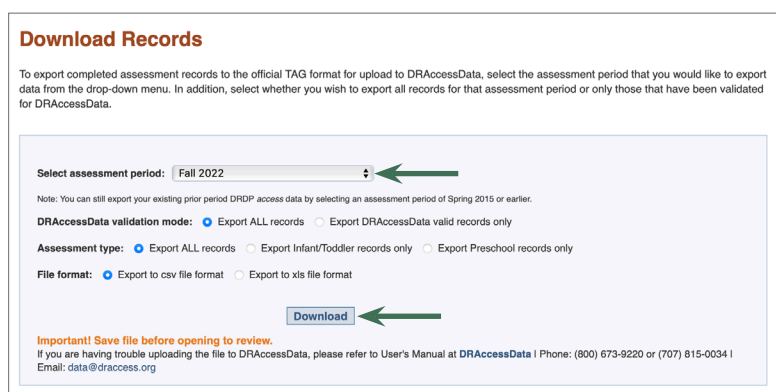 Download Records
To export completed assessment records to the official TAG format for upload to DRAccessData, select the assessment period that you would like to export
data from the drop-down menu. In addition, select whether you wish to export all records for that assessment period or only those that have been validated
for DRAccessData.
Select assessment period: Fall 2022
Note: You can still export your existing prior period DRDP access data by selecting an assessment period of Spring 2015 or earlier.
DRAccessData validation mode: Export ALL records Export DRAccessData valid records only
Assessment type: Export ALL records Export Infant/Toddler records only Export Preschool records only
File format: Export to csv file format Export to xls file format
Download
Important! Save file before opening to review.
If you are having trouble uploading the file to DRAccessData, please refer to User's Manual at DRAccessData | Phone: (800) 673-9220 or (707) 815-0034 |
Email: data@draccess.org